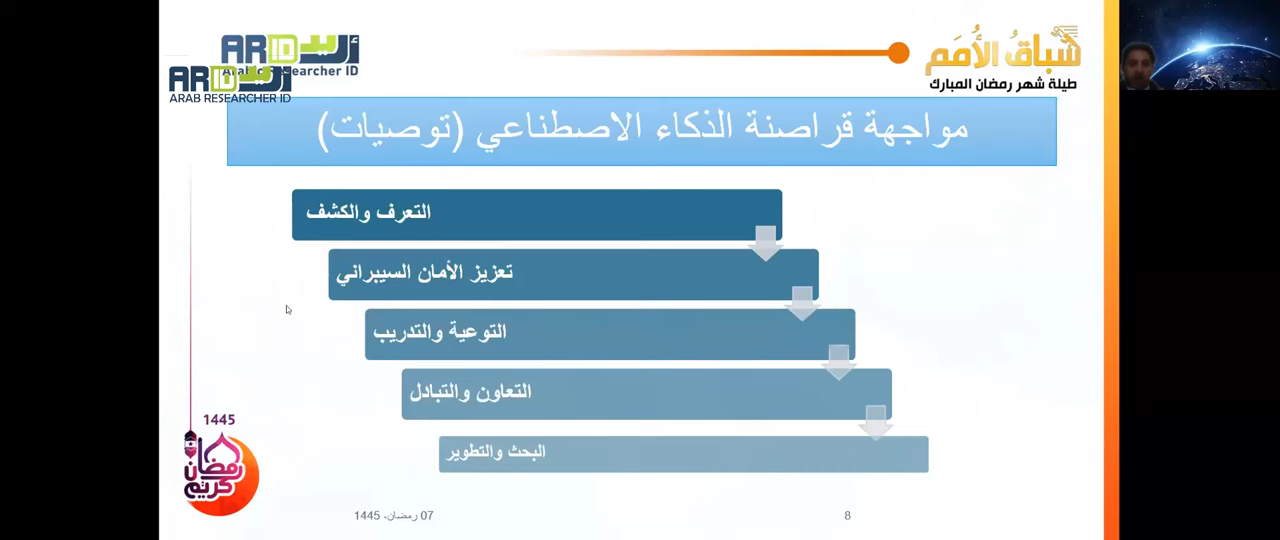 ARID أريد
Arabic Researcher ID
ARID أريد
ARAB RESEARCHER ID
سباقُ الأُمَم
طيلة شهر رمضان المبارك
مواجهة قراصنة الذكاء الاصطناعي (توصيات)
التعرف والكشف
تعزيز الأمان السيبراني
التوعية والتدريب
التعاون والتبادل
البحث والتطوير
1445
رمضان
كريم
07 رمضان، 1445
8